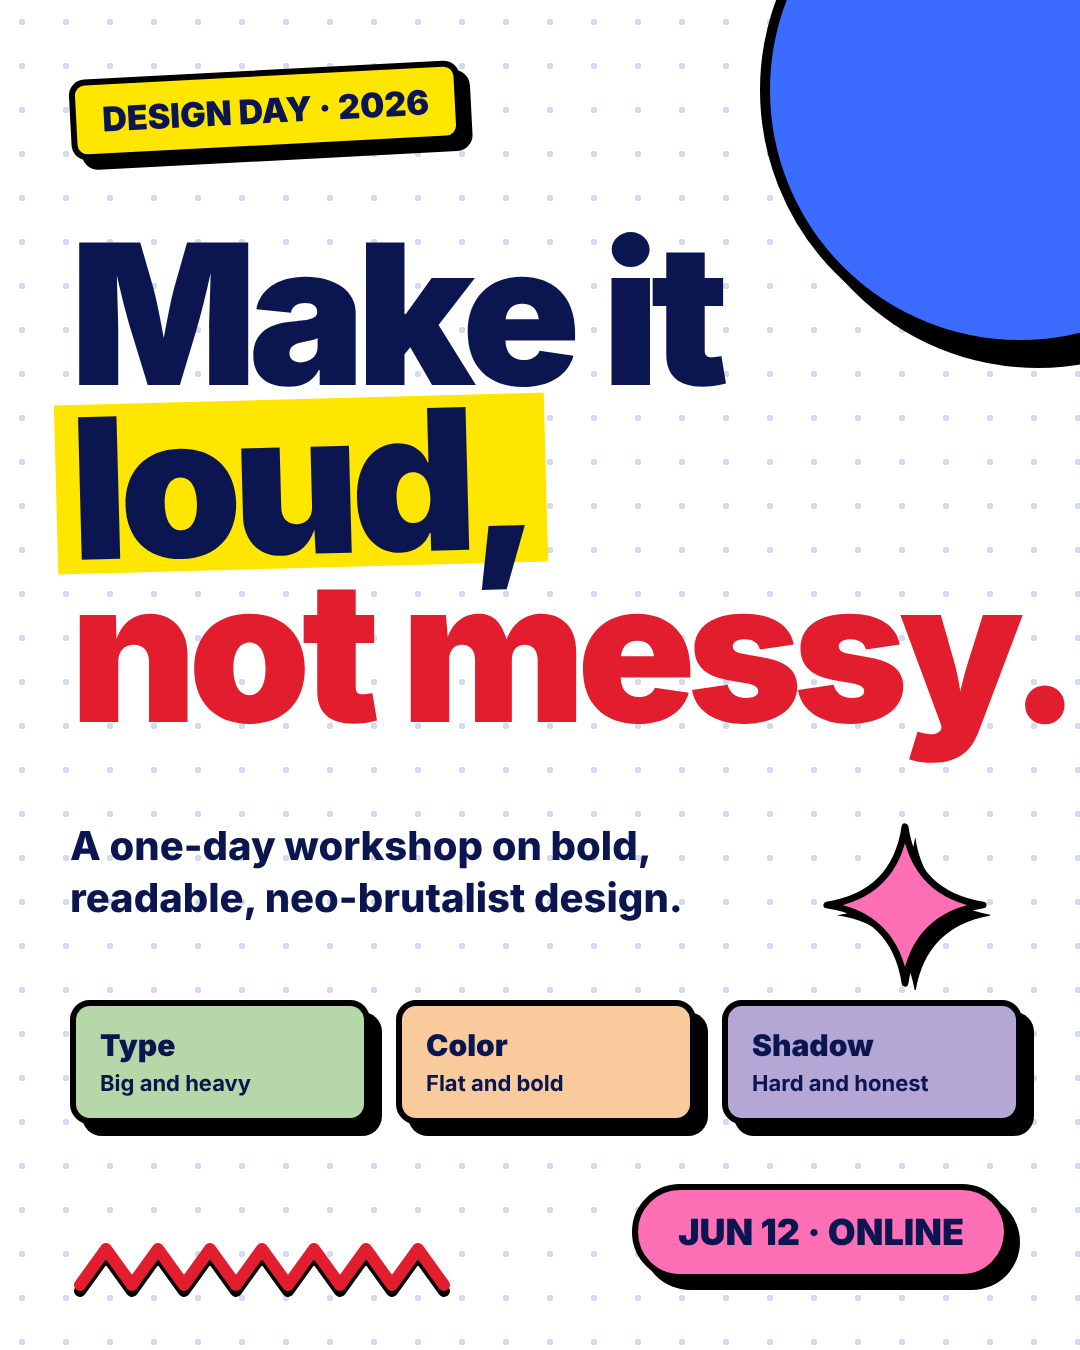 DESIGN DAY · 2026
Make it
loud,
not messy.
A one-day workshop on bold,
readable, neo-brutalist design.
Type
Big and heavy
Color
Flat and bold
Shadow
Hard and honest
JUN 12 · ONLINE